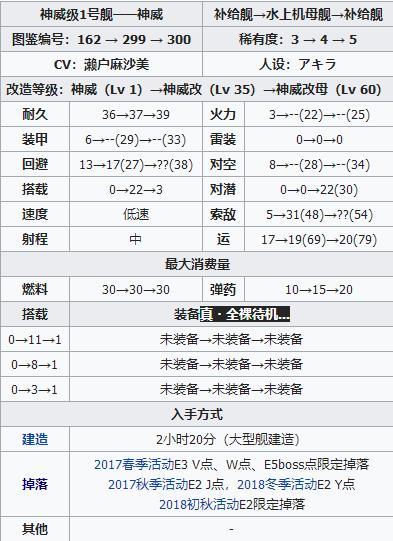 神威级1号舰——神威 补给舰→水上机母舰→补给舰
图鉴编号：162 → 299 → 300 稀有度：3 → 4 → 5
CV：濑户麻沙美 人设：アキラ
改造等级：神威（Lv 1）→神威改（Lv 35）→神威改母（Lv 60）
耐久 36→37→39 火力 3→--(22)→--(25)
装甲 6→--(29)→--(33) 雷装 0→0→0
回避 13→17(27)→??(38) 对空 8→--(28)→--(34)
搭载 0→22→3 对潜 0→0→22(30)
速度 低速 索敌 5→31(48)→??(54)
射程 中 运 17→19(69)→20(79)
最大消费量
燃料 30→30→30 弹药 10→15→20
搭载 装备真・全裸待机...
0→11→1 未装备→未装备→未装备
0→8→1 未装备→未装备→未装备
0→3→1 未装备→未装备→未装备
入手方式
建造 2小时20分（大型舰建造）
掉落 2017春季活动E3 V点、W点、E5boss点限定掉落
2017秋季活动E2 J点，2018冬季活动E2 Y点
2018初秋活动E2限定掉落
其他 -